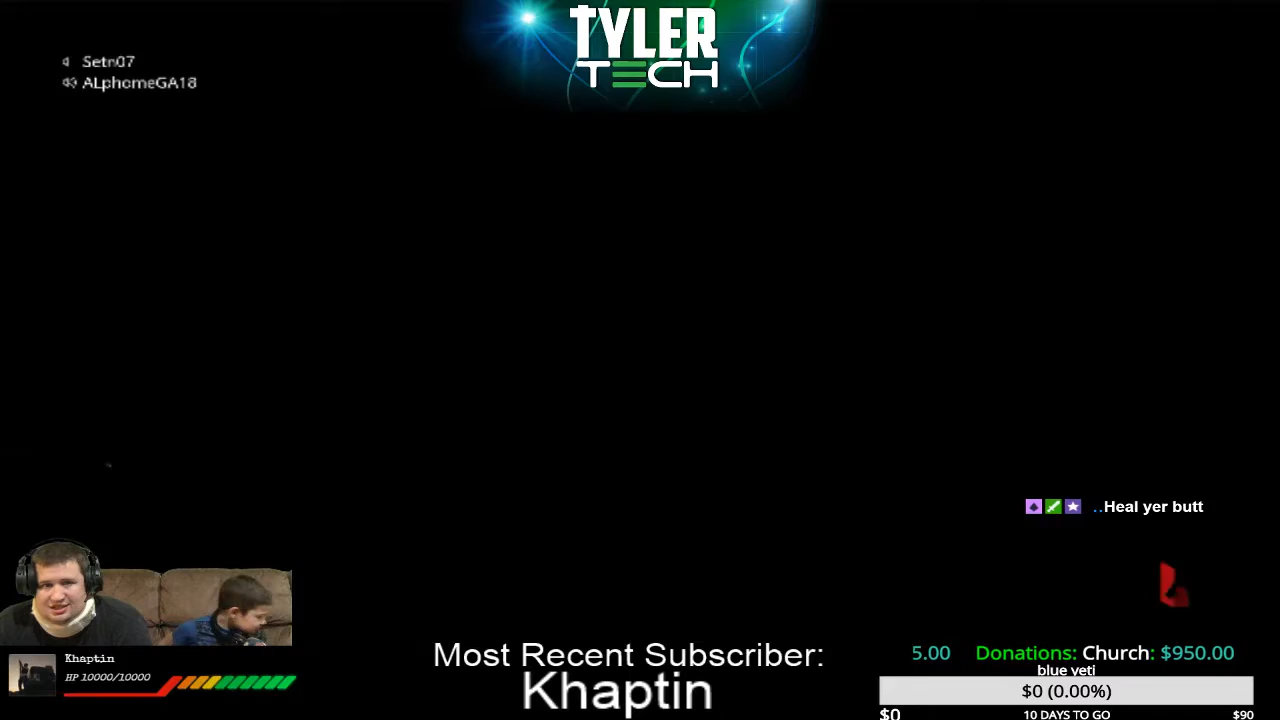 TYLER
TECH
Setn07
ALphomeGA18
..Heal yer butt
Khaptin
HP 10000/10000
Most Recent Subscriber:
Khaptin
5.00 Donations: Church: $950.00
blue yeti
$0 (0.00%)
$0 10 DAYS TO GO $90